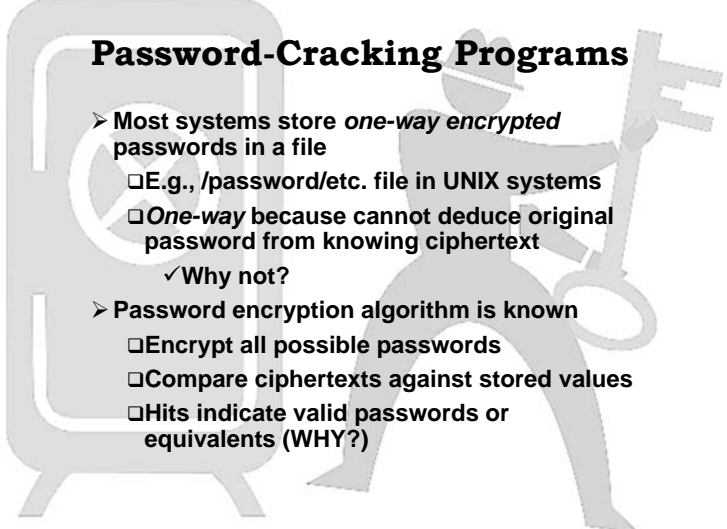 Password-Cracking Programs
➢ Most systems store one-way encrypted
passwords in a file
❑E.g., /password/etc. file in UNIX systems
❑One-way because cannot deduce original
password from knowing ciphertext
✓Why not?
➢ Password encryption algorithm is known
❑Encrypt all possible passwords
❑Compare ciphertexts against stored values
❑Hits indicate valid passwords or
equivalents (WHY?)